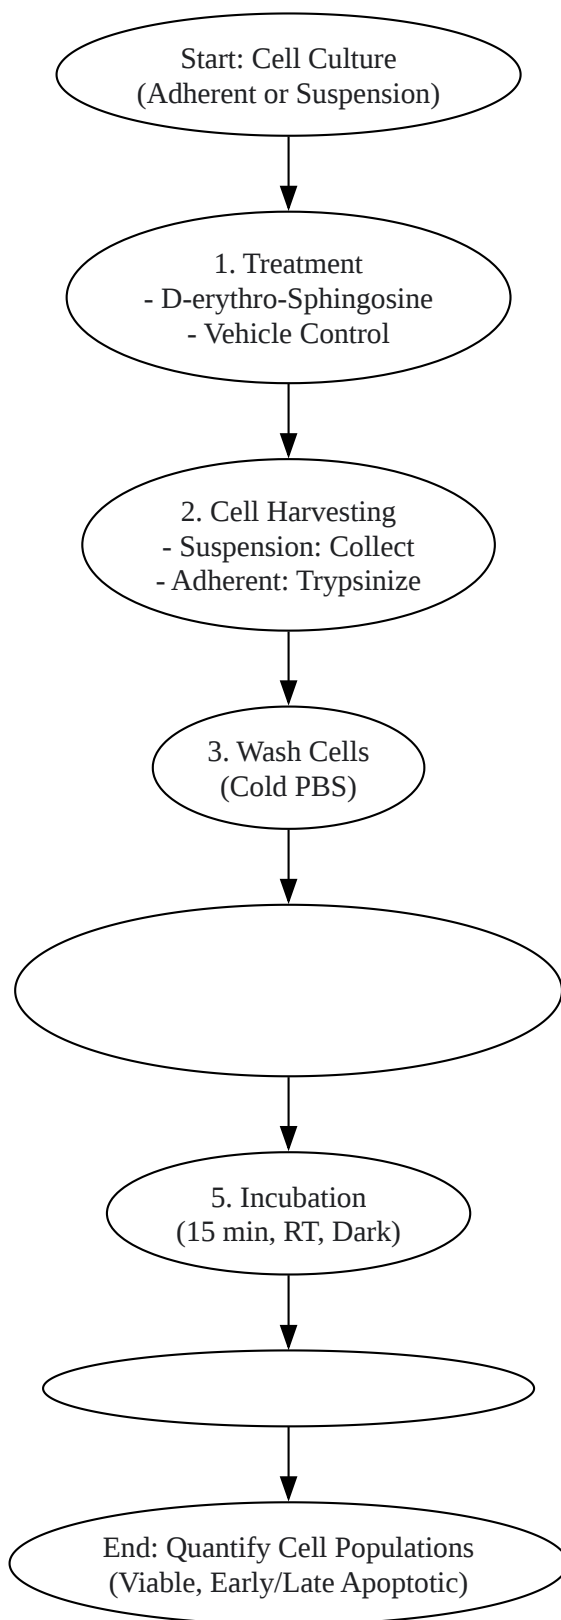 Start: Cell Culture
(Adherent or Suspension)
1. Treatment
- D-erythro-Sphingosine
- Vehicle Control
2. Cell Harvesting
- Suspension: Collect
- Adherent: Trypsinize
3. Wash Cells
(Cold PBS)
5. Incubation
(15 min, RT, Dark)
End: Quantify Cell Populations
(Viable, Early/Late Apoptotic)